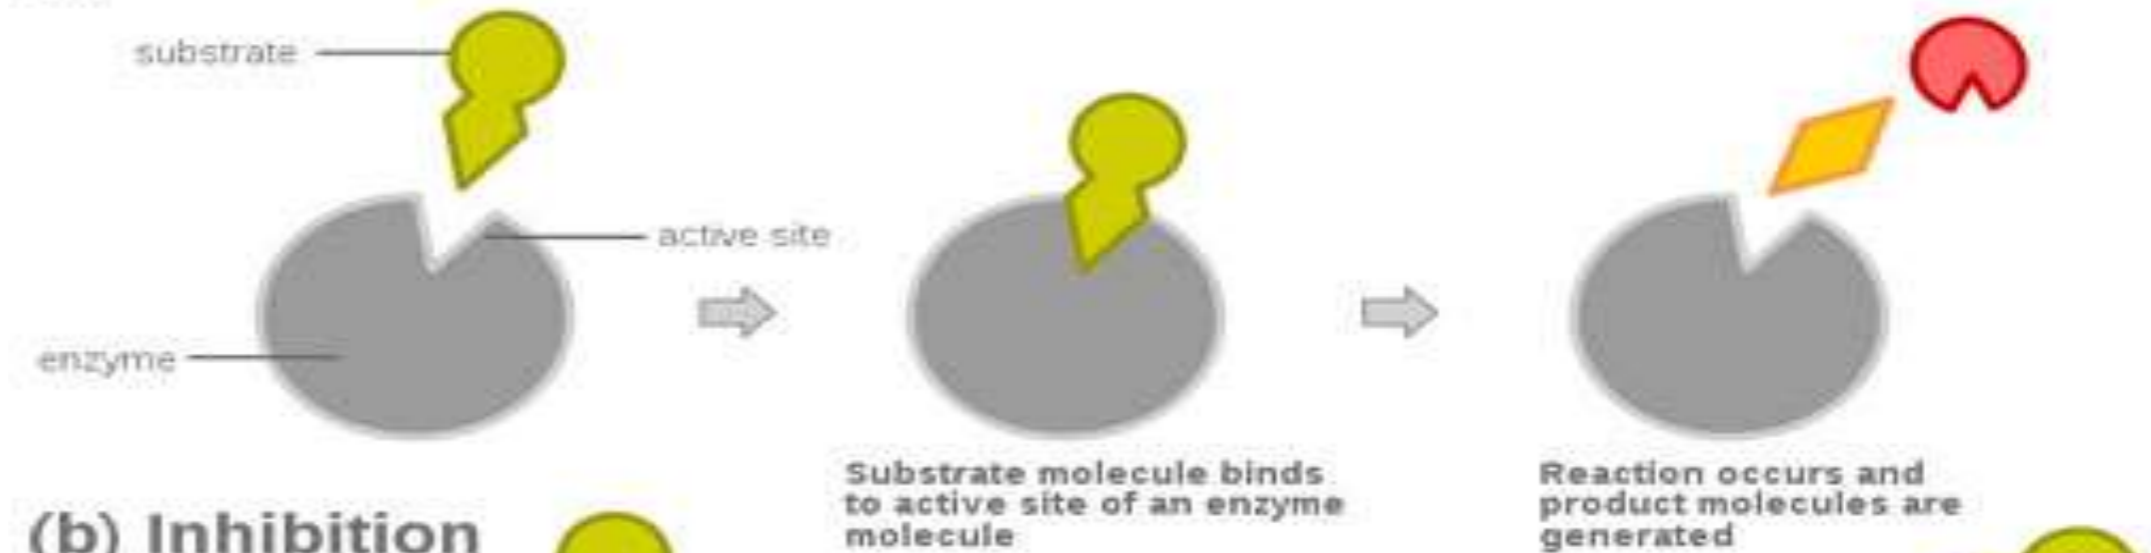 substrate
active site
enzyme
Substrate molecule binds
to active site of an enzyme
molecule
Reaction occurs and
product molecules are
generated
(b) Inhibition